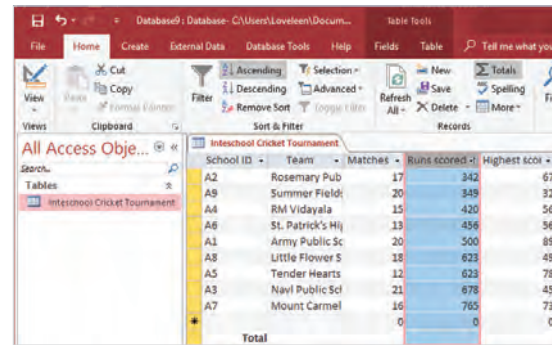 Database9 : Database- C:\Users\Loveleen\Docum...
Table Tools
File Home Create External Data Database Tools Help Fields Table Tell me what you
View
Views
Paste
Cut
Copy
Format Painter
Clipboard
Filter
Ascending
Descending
Remove Sort
Selection
Advanced
Toggle Filter
Sort & Filter
Refresh
All
New
Save
Delete
Totals
Spelling
More
Records
All Access Obje...
Search..
Tables
Inteschool Cricket Tournament
Inteschool Cricket Tournament
School ID Team Matches Runs scored Highest scor
A2 Rosemary Pub 17 342 67
A9 Summer Fields 20 349 32
A4 RM Vidayala 15 420 56
A6 St. Patrick's Hig 13 456 56
A1 Army Public Sc 20 500 89
A8 Little Flower S 18 623 49
A5 Tender Hearts 12 623 78
A3 Navl Public Scl 21 678 45
A7 Mount Carmel 16 765 73
0 0 0
Total